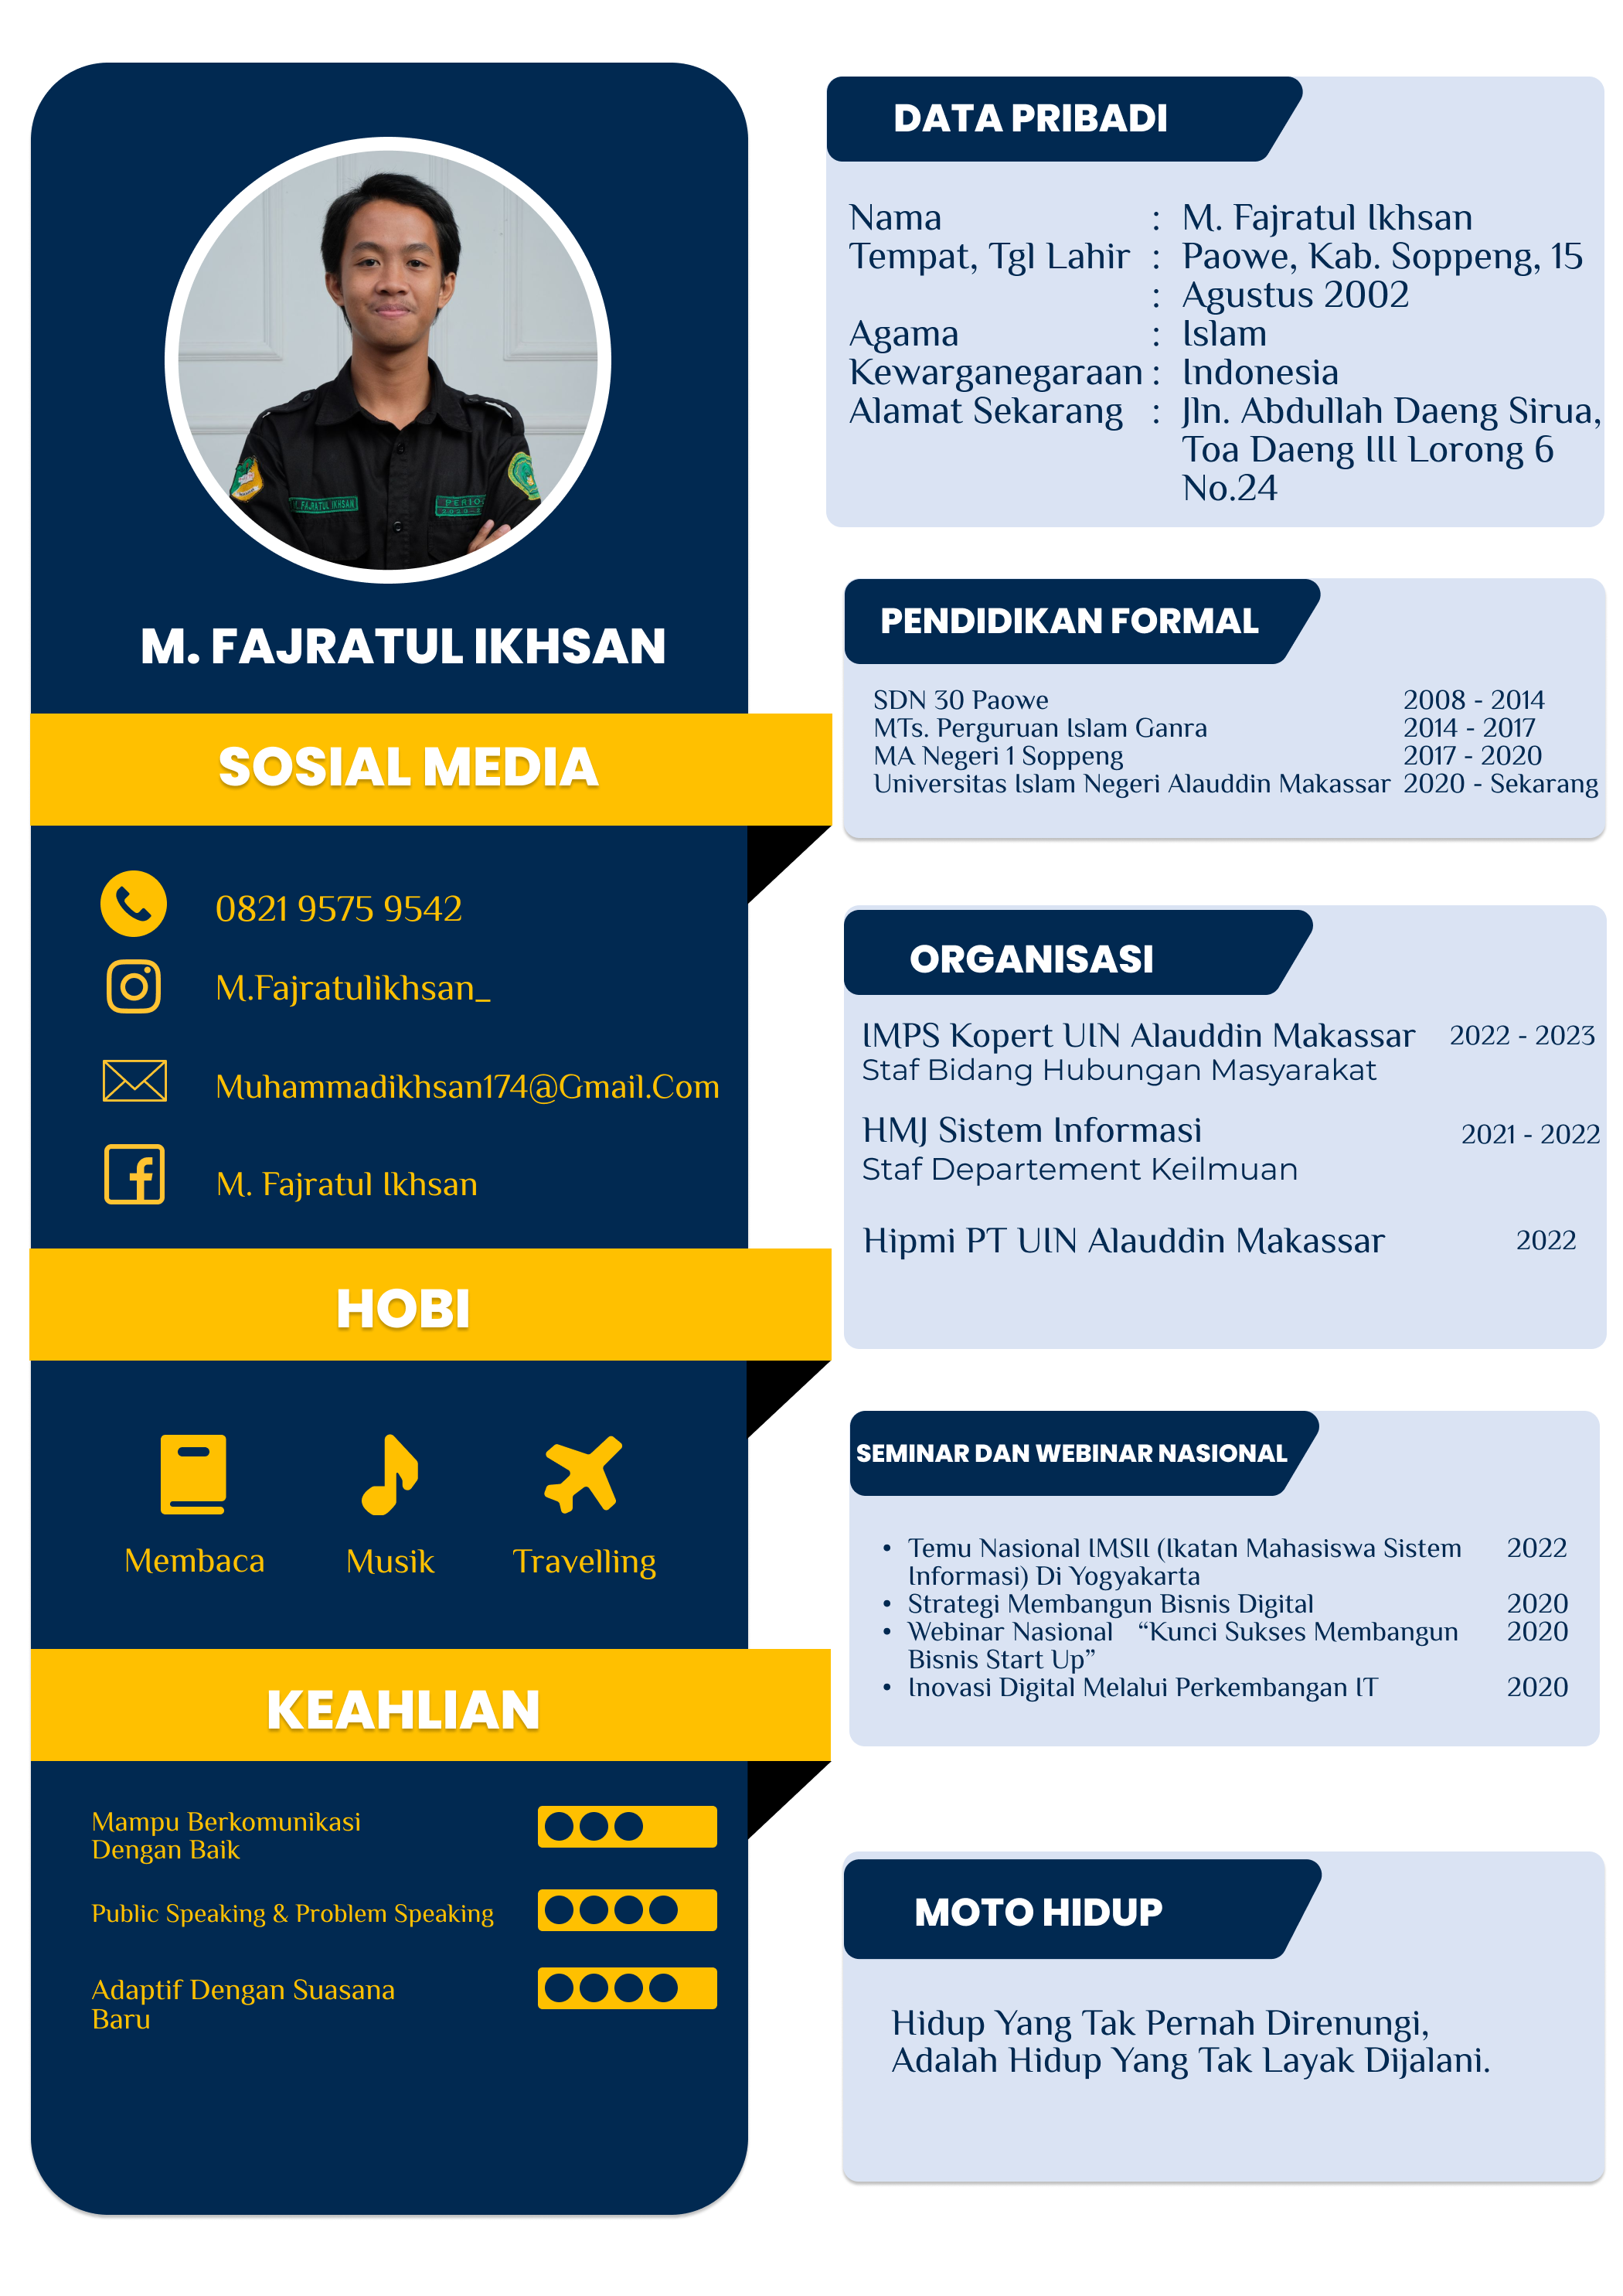 M. FAJRATUL IKHSAN
SOSIAL MEDIA
0821 9575 9542
M.Fajratulikhsan_
Muhammadikhsan174@Gmail.Com
M. Fajratul Ikhsan
HOBI
Membaca
Musik
Travelling
KEAHLIAN
Mampu Berkomunikasi
Dengan Baik
Public Speaking & Problem Speaking
Adaptif Dengan Suasana
Baru
DATA PRIBADI
Nama : M. Fajratul Ikhsan
Tempat, Tgl Lahir : Paowe, Kab. Soppeng, 15
: Agustus 2002
Agama : Islam
Kewarganegaraan : Indonesia
Alamat Sekarang : Jln. Abdullah Daeng Sirua,
Toa Daeng III Lorong 6
No.24
PENDIDIKAN FORMAL
SDN 30 Paowe 2008 - 2014
MTs. Perguruan Islam Ganra 2014 - 2017
MA Negeri 1 Soppeng 2017 - 2020
Universitas Islam Negeri Alauddin Makassar 2020 - Sekarang
ORGANISASI
IMPS Kopert UIN Alauddin Makassar 2022 - 2023
Staf Bidang Hubungan Masyarakat
HMJ Sistem Informasi 2021 - 2022
Staf Departement Keilmuan
Hipmi PT UIN Alauddin Makassar 2022
SEMINAR DAN WEBINAR NASIONAL
• Temu Nasional IMSII (Ikatan Mahasiswa Sistem 2022
Informasi) Di Yogyakarta
• Strategi Membangun Bisnis Digital 2020
• Webinar Nasional “Kunci Sukses Membangun 2020
Bisnis Start Up”
• Inovasi Digital Melalui Perkembangan IT 2020
MOTO HIDUP
Hidup Yang Tak Pernah Direnungi,
Adalah Hidup Yang Tak Layak Dijalani.